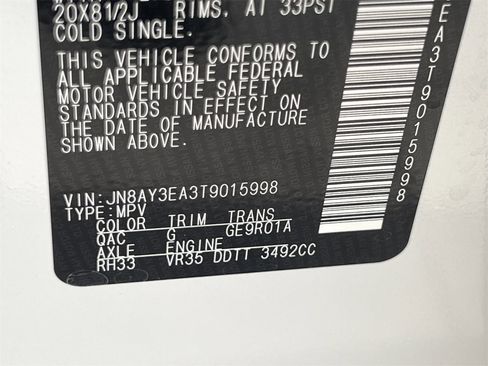 20X81/2J RIMS, AT 33PSI
COLD SINGLE.
THIS VEHICLE CONFORMS TO
ALL APPLICABLE FEDERAL
MOTOR VEHICLE SAFETY
STANDARDS IN EFFECT ON
THE DATE OF MANUFACTURE
SHOWN ABOVE.
VIN:JN8AY3EA3T9015998
TYPE:MPV
COLOR TRIM TRANS
QAC G GE9R01A
AXLE ENGINE
RH33 VR35 DDTT 3492CC
EA3T9015998